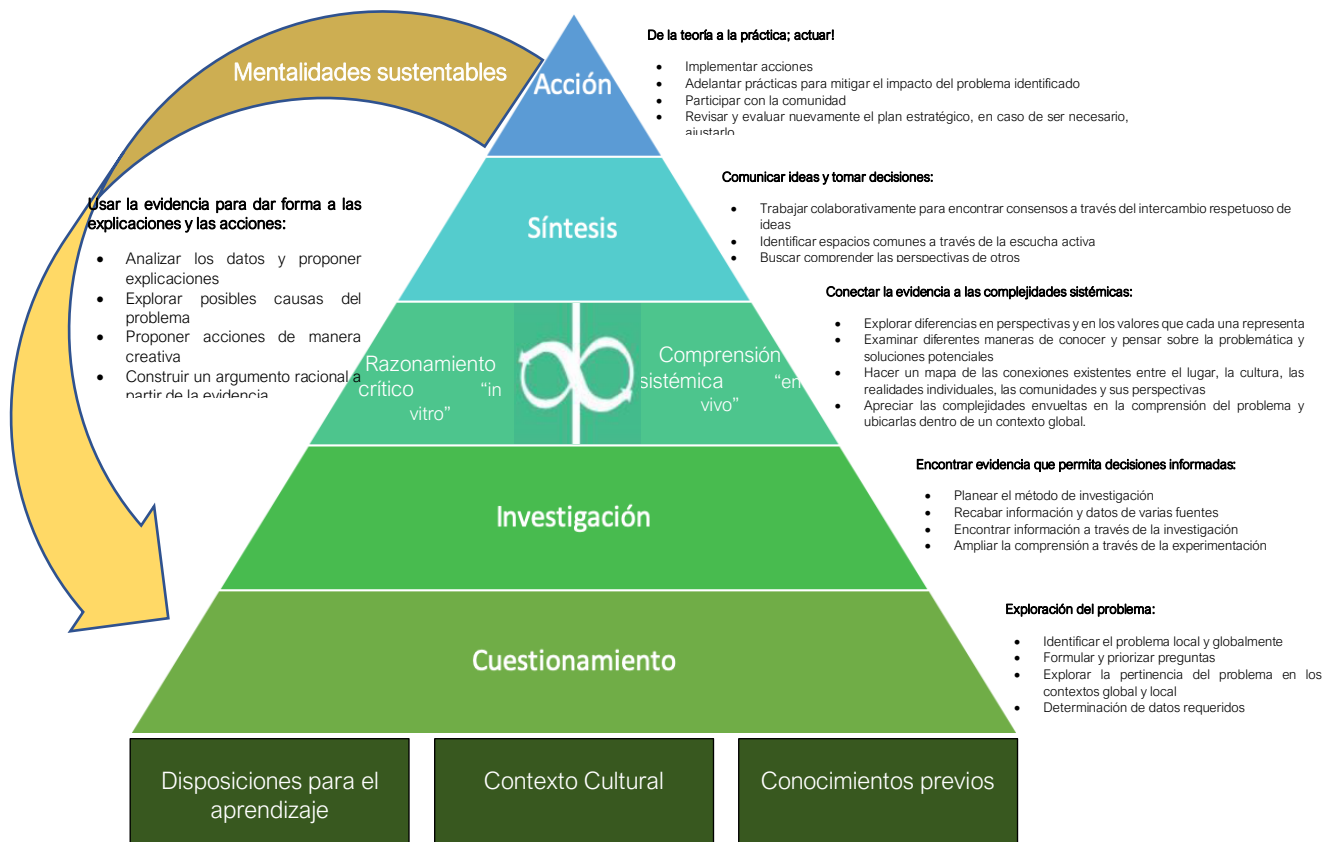 De la teoría a la práctica; actuar!
• Implementar acciones
• Adelantar prácticas para mitigar el impacto del problema identificado
• Participar con la comunidad
• Revisar y evaluar nuevamente el plan estratégico, en caso de ser necesario,
ajustarlo
Mentalidades sustentables
Acción
Comunicar ideas y tomar decisiones:
• Trabajar colaborativamente para encontrar consensos a través del intercambio respetuoso de
ideas
• Identificar espacios comunes a través de la escucha activa
• Buscar comprender las perspectivas de otros
Síntesis
Usar la evidencia para dar forma a las
explicaciones y las acciones:
• Analizar los datos y proponer
explicaciones
• Explorar posibles causas del
problema
• Proponer acciones de manera
creativa
• Construir un argumento racional a
partir de la evidencia
Razonamiento
crítico "in
vitro"
Comprensión
sistémica "en
vivo"
Conectar la evidencia a las complejidades sistémicas:
• Explorar diferencias en perspectivas y en los valores que cada una representa
• Examinar diferentes maneras de conocer y pensar sobre la problemática y
soluciones potenciales
• Hacer un mapa de las conexiones existentes entre el lugar, la cultura, las
realidades individuales, las comunidades y sus perspectivas
• Apreciar las complejidades envueltas en la comprensión del problema y
ubicarlas dentro de un contexto global.
Investigación
Encontrar evidencia que permita decisiones informadas:
• Planear el método de investigación
• Recabar información y datos de varias fuentes
• Encontrar información a través de la investigación
• Ampliar la comprensión a través de la experimentación
Cuestionamiento
Exploración del problema:
• Identificar el problema local y globalmente
• Formular y priorizar preguntas
• Explorar la pertinencia del problema en los
contextos global y local
• Determinación de datos requeridos
Disposiciones para el
aprendizaje
Contexto Cultural
Conocimientos previos